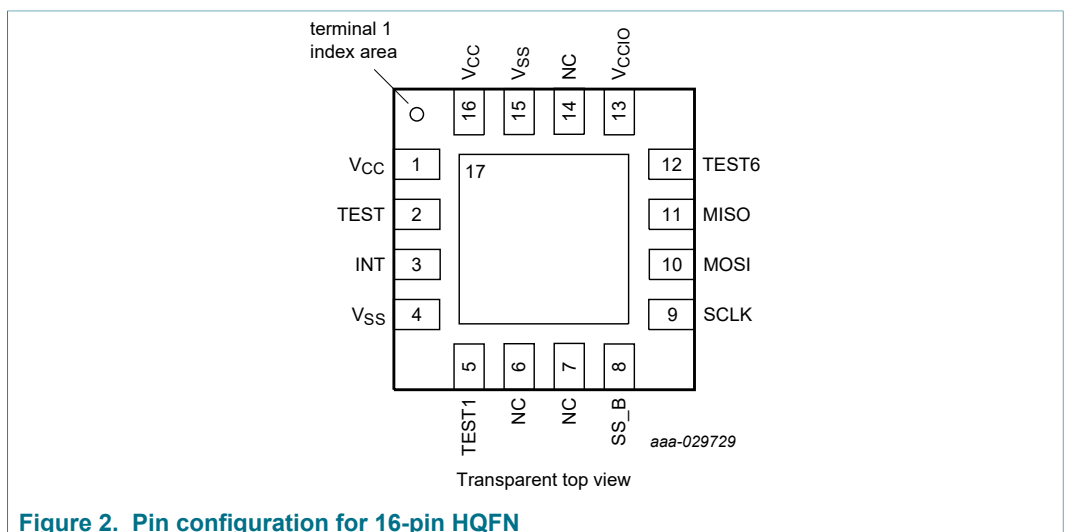 terminal 1
index area
VCC
VSS
NC
VCCIO
16
15
14
13
VCC 1
17
12 TEST6
TEST 2
11 MISO
INT 3
10 MOSI
VSS 4
9 SCLK
5
6
7
8
TEST1
NC
NC
SS_B
aaa-029729
Transparent top view
Figure 2. Pin configuration for 16-pin HQFN